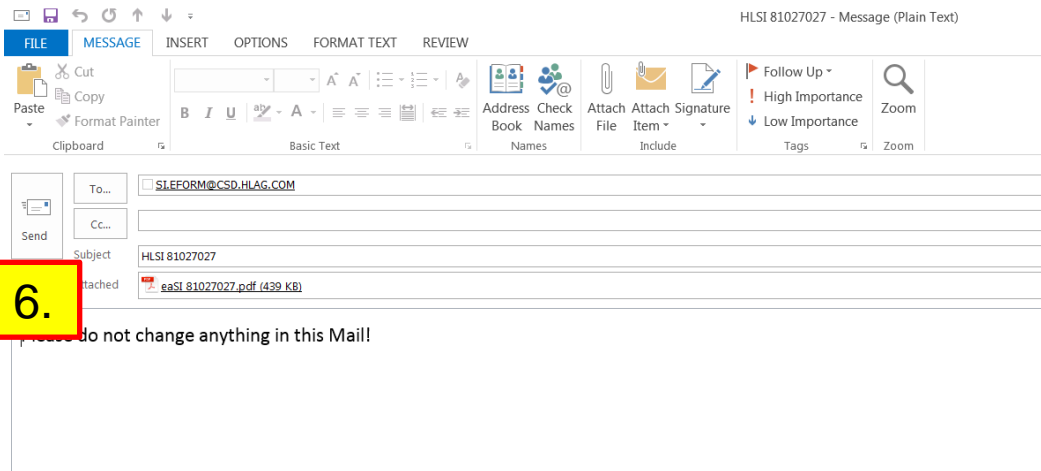 HLSI 81027027 - Message (Plain Text)
FILE MESSAGE INSERT OPTIONS FORMAT TEXT REVIEW
Paste
Cut
Copy
Format Painter
Clipboard
B I U
Basic Text
Address Book
Check Names
Names
Attach File
Attach Item
Signature
Include
Follow Up
High Importance
Low Importance
Tags
Zoom
Zoom
Send
To... SI.EFORM@CSD.HLAG.COM
Cc...
Subject HLSI 81027027
ttached eaSI 81027027.pdf (439 KB)
6.
Please do not change anything in this Mail!